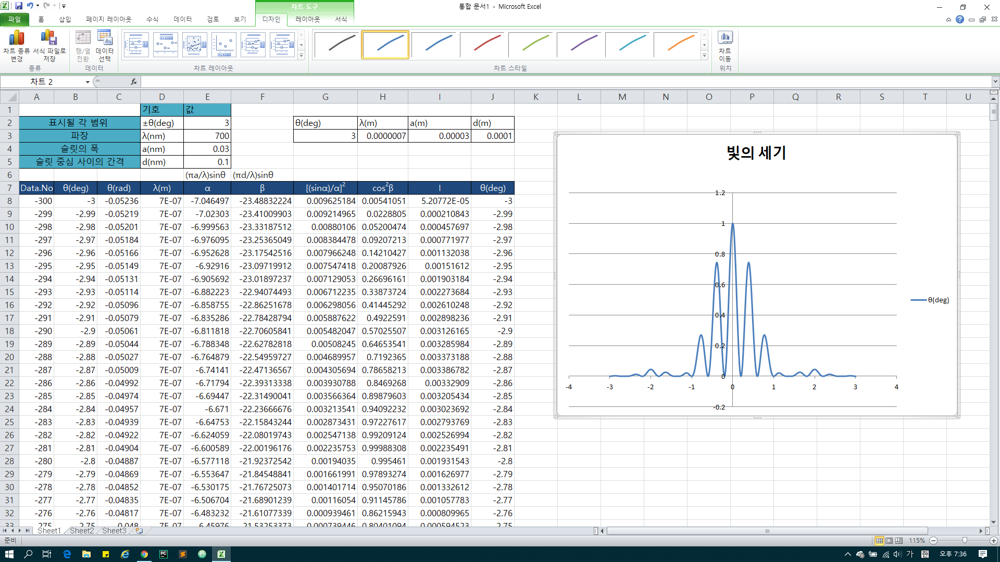 차트 도구
통합 문서1 - Microsoft Excel
파일 홈 삽입 페이지 레이아웃 수식 데이터 검토 보기 디자인 레이아웃 서식
차트 종류 변경 서식 파일로 저장 행/열 전환 데이터 선택 차트 이동
종류 데이터 차트 레이아웃 차트 스타일 위치
차트 2 fx
A B C D E F G H I J K L M N O P Q R S T U
1 기호 값
2 표시될 각 범위 ±θ(deg) 3 θ(deg) λ(m) a(m) d(m)
3 파장 λ(nm) 700 3 0.0000007 0.00003 0.0001
4 슬릿의 폭 a(nm) 0.03
5 슬릿 중심 사이의 간격 d(nm) 0.1
6 (πa/λ)sinθ (πd/λ)sinθ
7 Data.No θ(deg) θ(rad) λ(m) α β [(sinα)/α]² cos²β I θ(deg)
8 -300 -3 -0.05236 7E-07 -7.046497 -23.48832224 0.009625184 0.00541051 5.20772E-05 -3
9 -299 -2.99 -0.05219 7E-07 -7.02303 -23.41009903 0.009214965 0.0228805 0.000210843 -2.99
10 -298 -2.98 -0.05201 7E-07 -6.999563 -23.33187512 0.00880106 0.05200474 0.000457697 -2.98
11 -297 -2.97 -0.05184 7E-07 -6.976095 -23.25365049 0.008384478 0.09207213 0.000771977 -2.97
12 -296 -2.96 -0.05166 7E-07 -6.952628 -23.17542516 0.007966248 0.14210427 0.001132038 -2.96
13 -295 -2.95 -0.05149 7E-07 -6.92916 -23.09719912 0.007547418 0.20087926 0.00151612 -2.95
14 -294 -2.94 -0.05131 7E-07 -6.905692 -23.01897237 0.007129053 0.26696161 0.001903184 -2.94
15 -293 -2.93 -0.05114 7E-07 -6.882223 -22.94074493 0.006712235 0.33873724 0.002273684 -2.93
16 -292 -2.92 -0.05096 7E-07 -6.858755 -22.86251678 0.006298056 0.41445292 0.002610248 -2.92
17 -291 -2.91 -0.05079 7E-07 -6.835286 -22.78428794 0.005887622 0.4922591 0.002898236 -2.91
18 -290 -2.9 -0.05061 7E-07 -6.811818 -22.70605841 0.005482047 0.57025507 0.003126165 -2.9
19 -289 -2.89 -0.05044 7E-07 -6.788348 -22.62782818 0.00508245 0.64653541 0.003285984 -2.89
20 -288 -2.88 -0.05027 7E-07 -6.764879 -22.54959727 0.004689957 0.7192365 0.003373188 -2.88
21 -287 -2.87 -0.05009 7E-07 -6.74141 -22.47136567 0.004305694 0.78658213 0.003386782 -2.87
22 -286 -2.86 -0.04992 7E-07 -6.71794 -22.39313338 0.003930788 0.8469268 0.00332909 -2.86
23 -285 -2.85 -0.04974 7E-07 -6.69447 -22.31490041 0.003566364 0.89879603 0.003205434 -2.85
24 -284 -2.84 -0.04957 7E-07 -6.671 -22.23666676 0.003213541 0.94092232 0.003023692 -2.84
25 -283 -2.83 -0.04939 7E-07 -6.64753 -22.15843244 0.002873431 0.97227617 0.002793769 -2.83
26 -282 -2.82 -0.04922 7E-07 -6.624059 -22.08019743 0.002547138 0.99209124 0.002526994 -2.82
27 -281 -2.81 -0.04904 7E-07 -6.600589 -22.00196176 0.002235753 0.99988308 0.002235491 -2.81
28 -280 -2.8 -0.04887 7E-07 -6.577118 -21.92372542 0.00194035 0.995461 0.001931543 -2.8
29 -279 -2.79 -0.04869 7E-07 -6.553647 -21.84548841 0.001661991 0.97893274 0.001626977 -2.79
30 -278 -2.78 -0.04852 7E-07 -6.530175 -21.76725073 0.001401714 0.95070186 0.001332612 -2.78
31 -277 -2.77 -0.04835 7E-07 -6.506704 -21.68901239 0.00116054 0.91145786 0.001057783 -2.77
32 -276 -2.76 -0.04817 7E-07 -6.483232 -21.61077339 0.000939461 0.86215943 0.000809965 -2.76
33 -275 -2.75 -0.048 7E-07 -6.45976 -21.53253373 0.000739446 0.80401094 0.000594523 -2.75
빛의 세기
1.2
1
0.8
0.6
θ(deg)
0.4
0.2
0
-4 -3 -2 -1 0 1 2 3 4
-0.2
Sheet1 Sheet2 Sheet3
준비 115%
가 한 오후 7:36